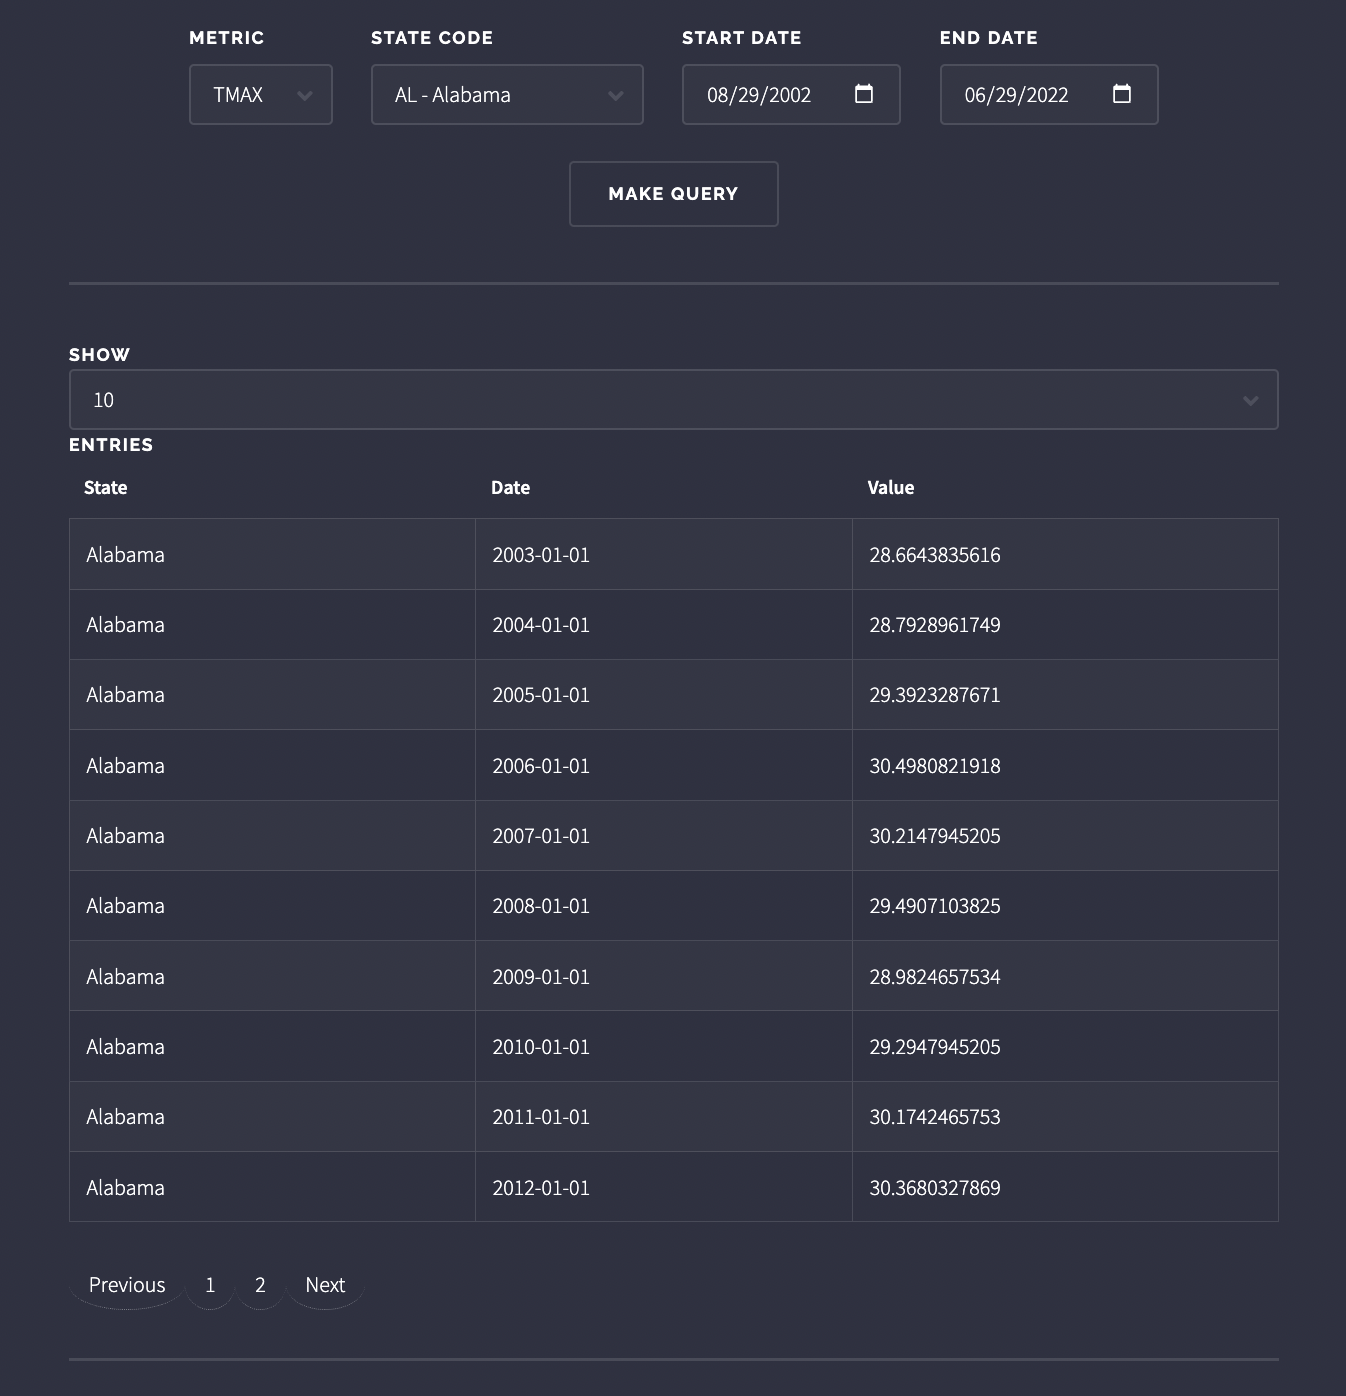 METRIC STATE CODE START DATE END DATE
TMAX AL - Alabama 08/29/2002 06/29/2022
MAKE QUERY
SHOW
10
ENTRIES
State Date Value
Alabama 2003-01-01 28.6643835616
Alabama 2004-01-01 28.7928961749
Alabama 2005-01-01 29.3923287671
Alabama 2006-01-01 30.4980821918
Alabama 2007-01-01 30.2147945205
Alabama 2008-01-01 29.4907103825
Alabama 2009-01-01 28.9824657534
Alabama 2010-01-01 29.2947945205
Alabama 2011-01-01 30.1742465753
Alabama 2012-01-01 30.3680327869
Previous 1 2 Next